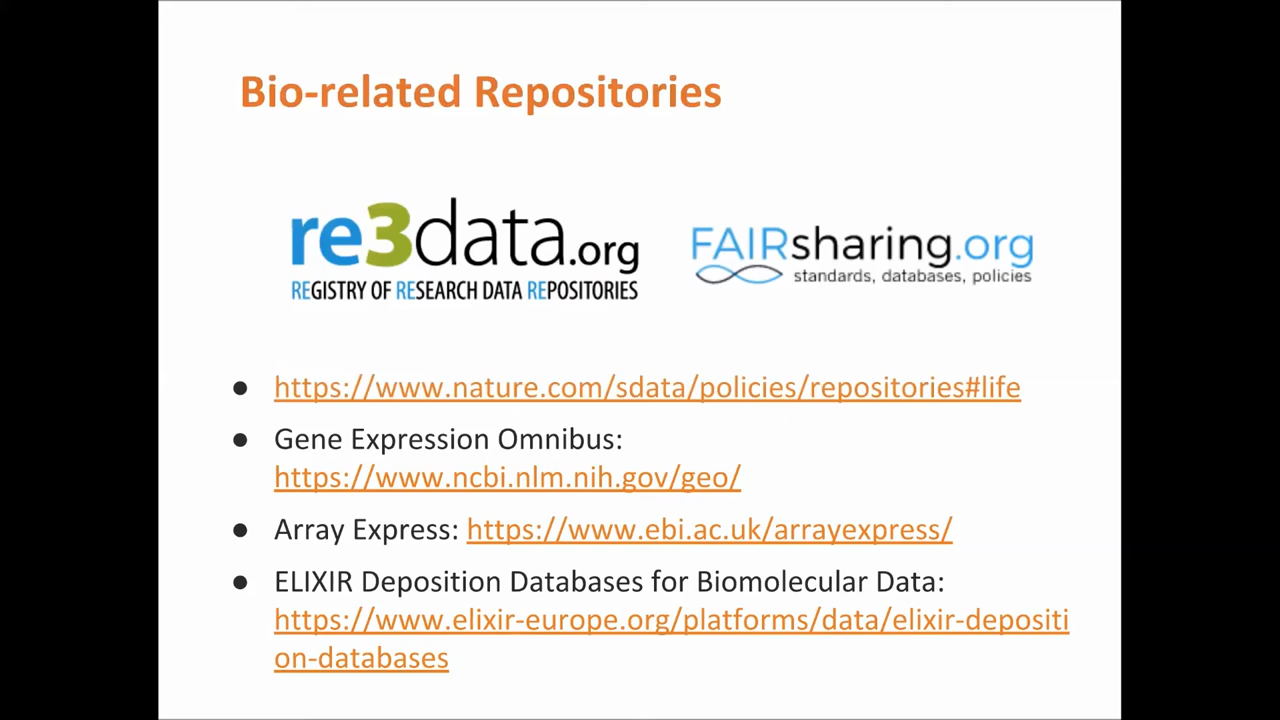 Bio-related Repositories
re3data.org
REGISTRY OF RESEARCH DATA REPOSITORIES
FAIRsharing.org
standards, databases, policies
● https://www.nature.com/sdata/policies/repositories#life
● Gene Expression Omnibus:
https://www.ncbi.nlm.nih.gov/geo/
● Array Express: https://www.ebi.ac.uk/arrayexpress/
● ELIXIR Deposition Databases for Biomolecular Data:
https://www.elixir-europe.org/platforms/data/elixir-depositi
on-databases